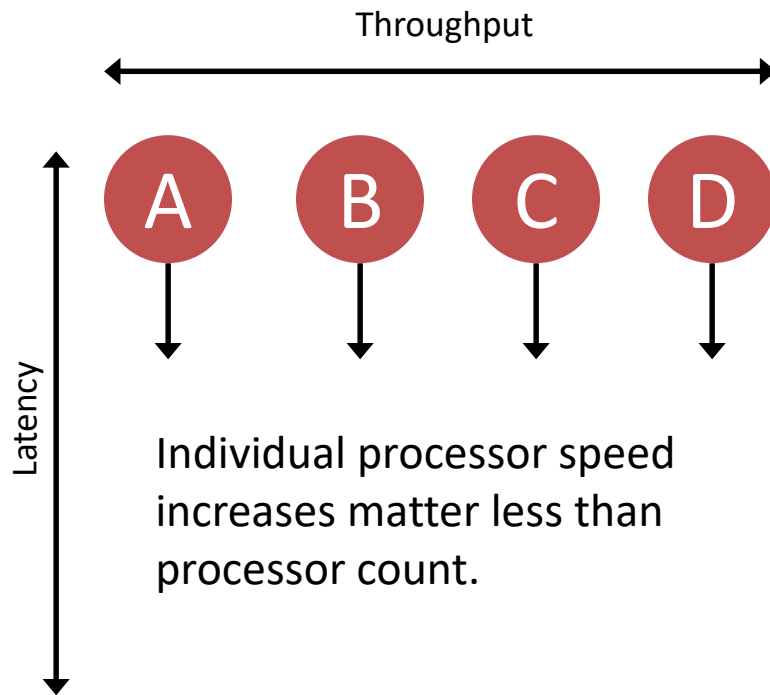 Throughput
A B C D
Latency
Individual processor speed
increases matter less than
processor count.